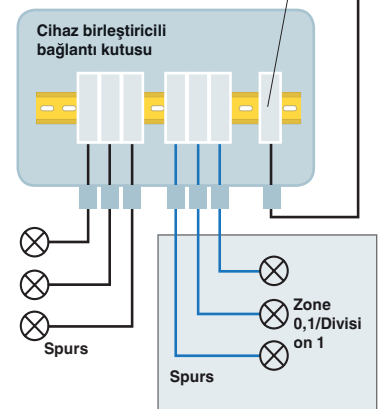 Cihaz birleştiricili
bağlantı kutusu
Zone
0,1/Divisi
on 1
Spurs
Spurs